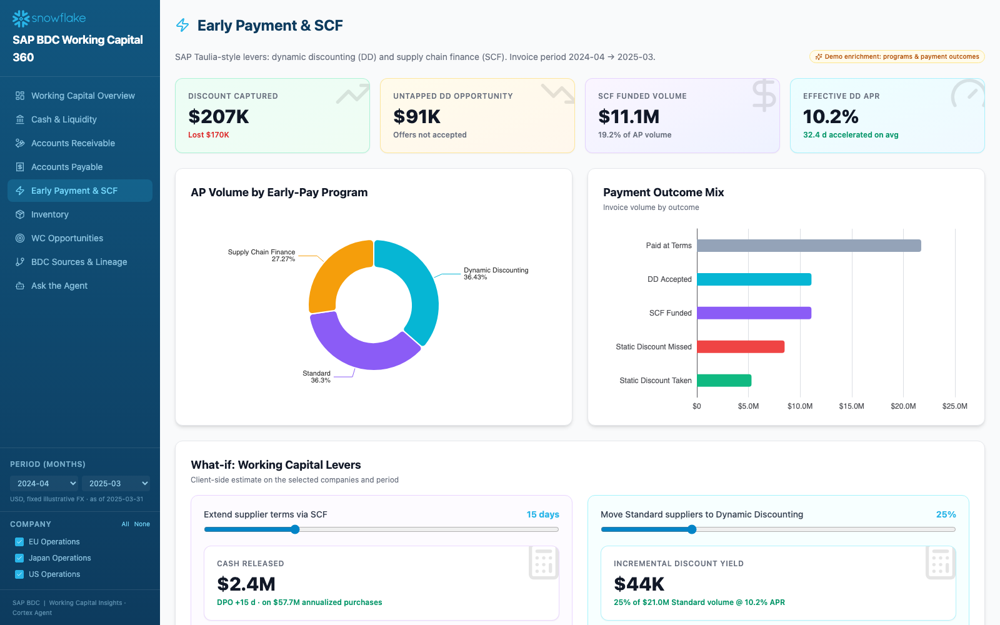 snowflake
SAP BDC Working Capital
360
Working Capital Overview
Cash & Liquidity
Accounts Receivable
Accounts Payable
Early Payment & SCF
Inventory
WC Opportunities
BDC Sources & Lineage
Ask the Agent
PERIOD (MONTHS)
2024-04 2025-03
USD, fixed illustrative FX · as of 2025-03-31
COMPANY All None
EU Operations
Japan Operations
US Operations
SAP BDC | Working Capital Insights ·
Cortex Agent
Early Payment & SCF
SAP Taulia-style levers: dynamic discounting (DD) and supply chain finance (SCF). Invoice period 2024-04 → 2025-03.
Demo enrichment: programs & payment outcomes
DISCOUNT CAPTURED
$207K
Lost $170K
UNTAPPED DD OPPORTUNITY
$91K
Offers not accepted
SCF FUNDED VOLUME
$11.1M
19.2% of AP volume
EFFECTIVE DD APR
10.2%
32.4 d accelerated on avg
AP Volume by Early-Pay Program
Supply Chain Finance
27.27%
Dynamic Discounting
36.43%
Standard
36.3%
Payment Outcome Mix
Invoice volume by outcome
Paid at Terms
DD Accepted
SCF Funded
Static Discount Missed
Static Discount Taken
$0 $5.0M $10.0M $15.0M $20.0M $25.0M
What-if: Working Capital Levers
Client-side estimate on the selected companies and period
Extend supplier terms via SCF 15 days
CASH RELEASED
$2.4M
DPO +15 d · on $57.7M annualized purchases
Move Standard suppliers to Dynamic Discounting 25%
INCREMENTAL DISCOUNT YIELD
$44K
25% of $21.0M Standard volume @ 10.2% APR